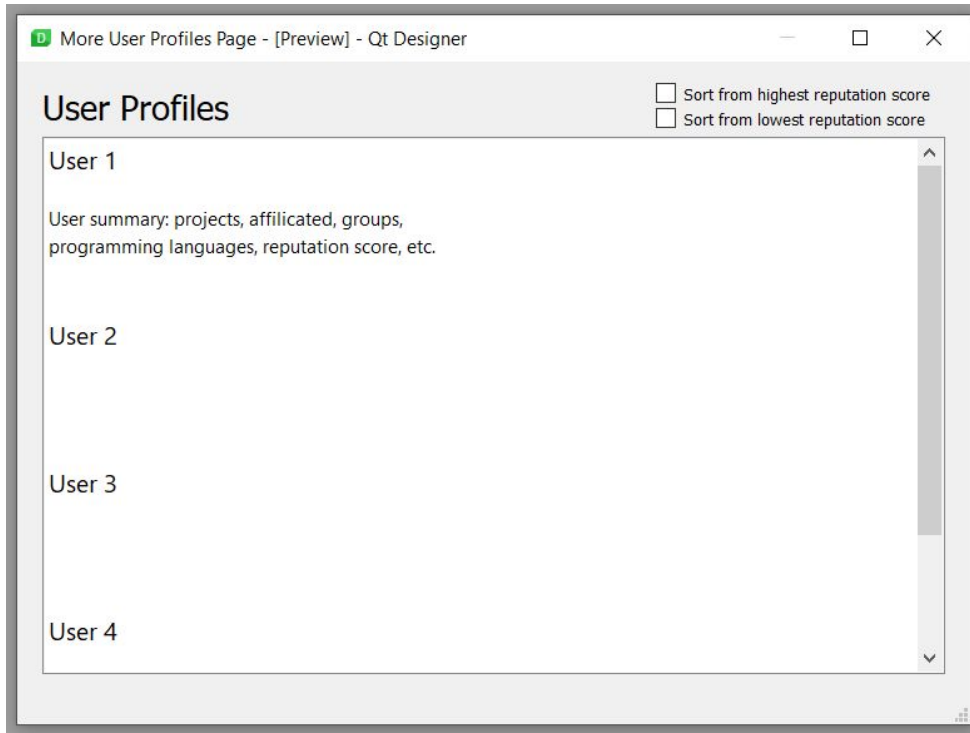 More User Profiles Page - [Preview] - Qt Designer
User Profiles
Sort from highest reputation score
Sort from lowest reputation score
User 1
User summary: projects, affilicated, groups,
programming languages, reputation score, etc.
User 2
User 3
User 4